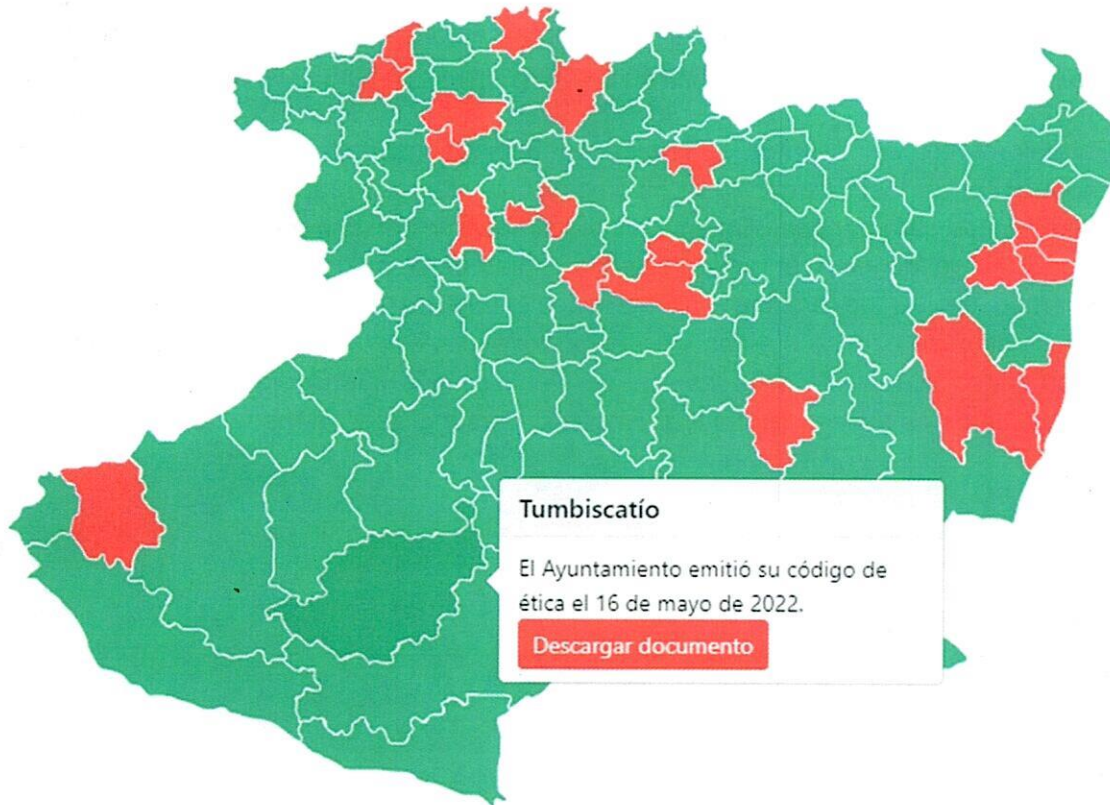 Tumbiscatío
El Ayuntamiento emitió su código de
ética el 16 de mayo de 2022.
Descargar documento